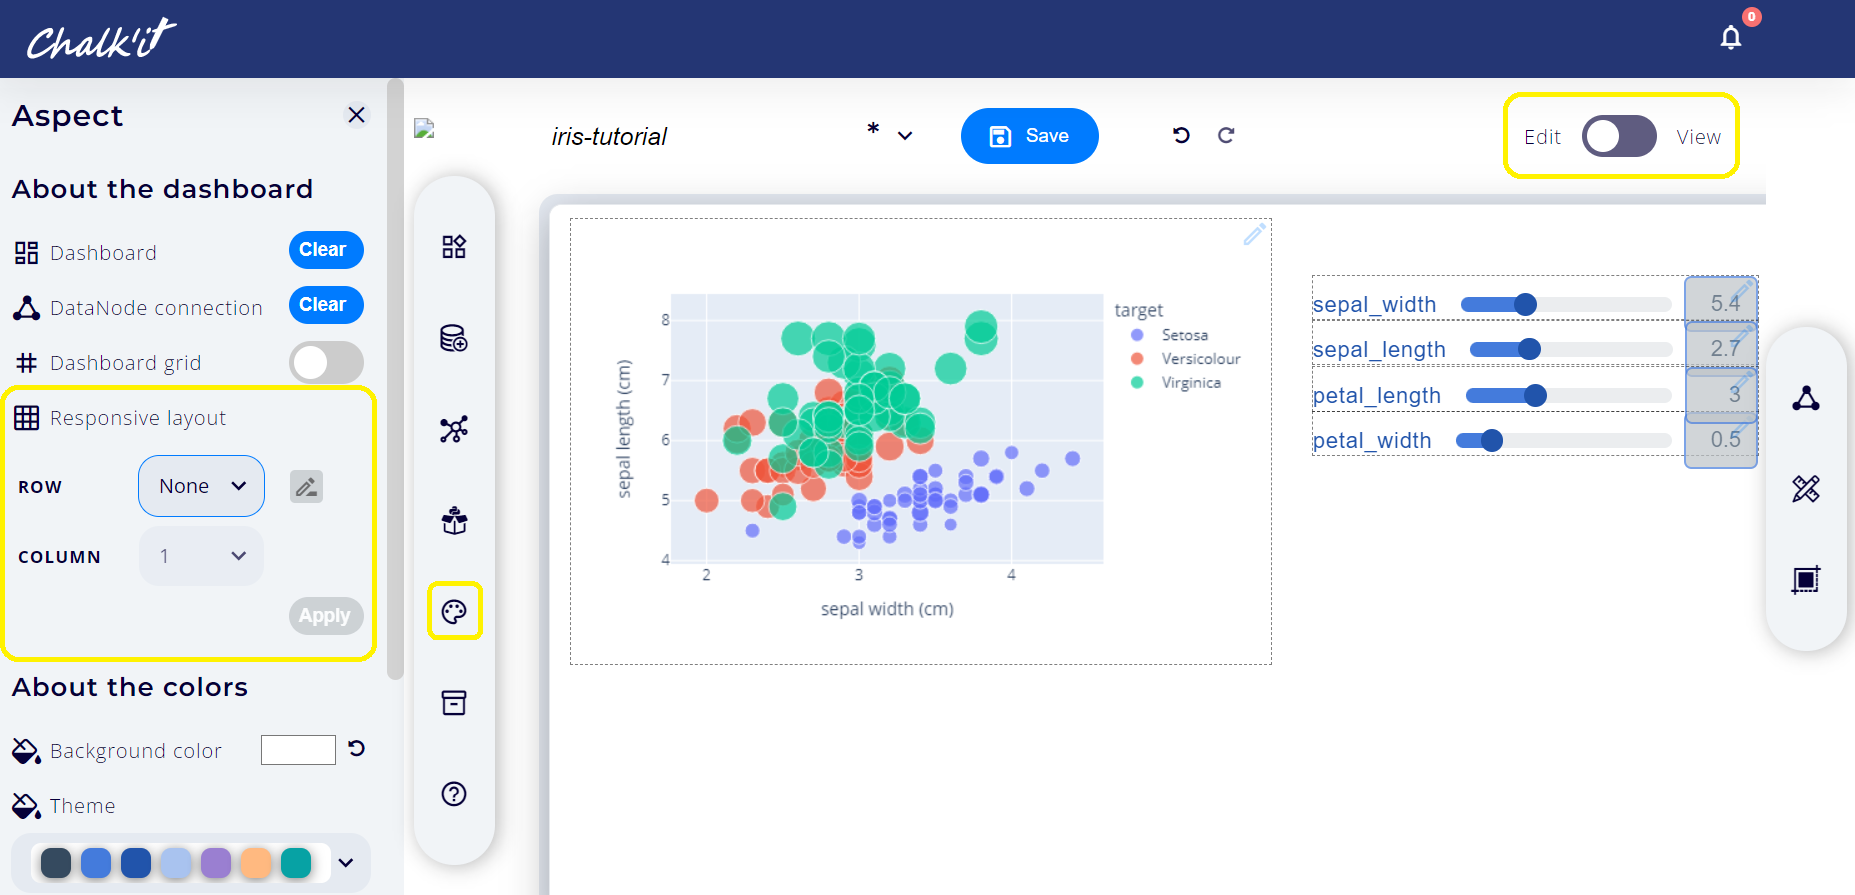 Chalk'it
0
Aspect
About the dashboard
Dashboard
Clear
DataNode connection
Clear
Dashboard grid
Responsive layout
ROW
None
COLUMN
1
Apply
About the colors
Background color
Theme
iris-tutorial
*
Save
Edit
View
8
7
6
5
4
2
3
4
sepal length (cm)
sepal width (cm)
target
Setosa
Versicolour
Virginica
sepal_width
5.4
sepal_length
2.7
petal_length
3
petal_width
0.5